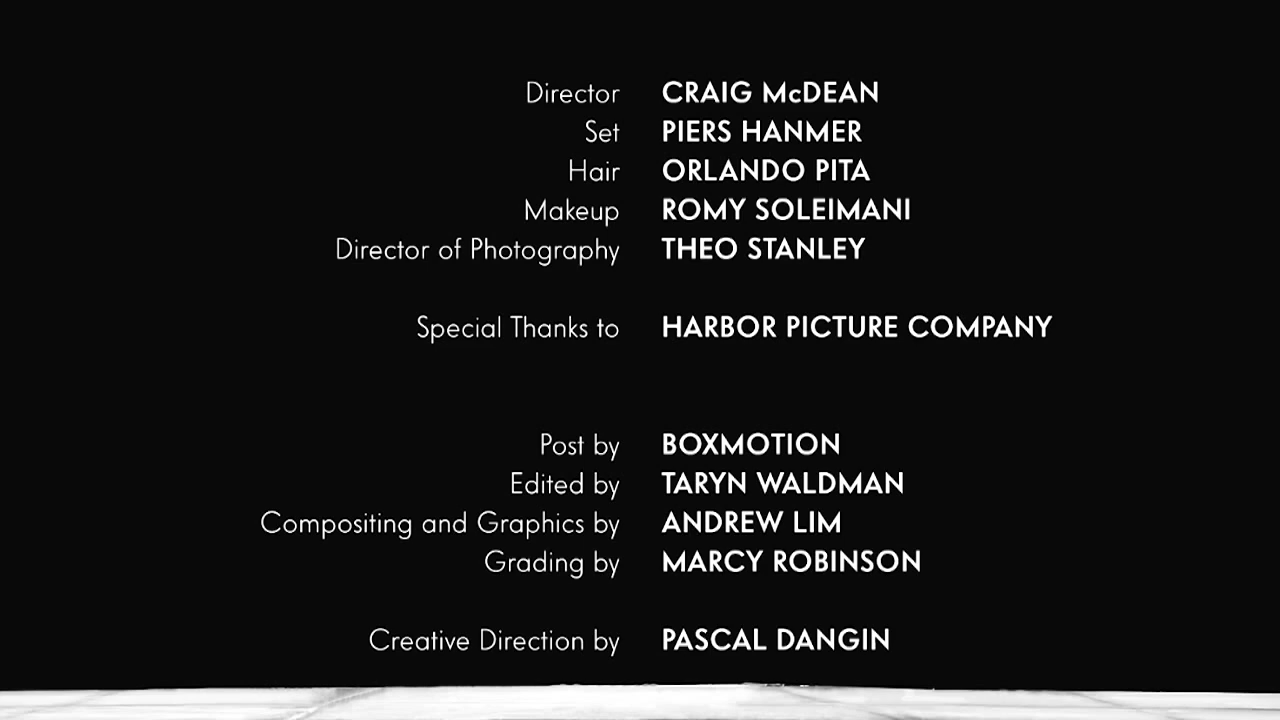 Director CRAIG McDEAN
Set PIERS HANMER
Hair ORLANDO PITA
Makeup ROMY SOLEIMANI
Director of Photography THEO STANLEY
Special Thanks to HARBOR PICTURE COMPANY
Post by BOXMOTION
Edited by TARYN WALDMAN
Compositing and Graphics by ANDREW LIM
Grading by MARCY ROBINSON
Creative Direction by PASCAL DANGIN